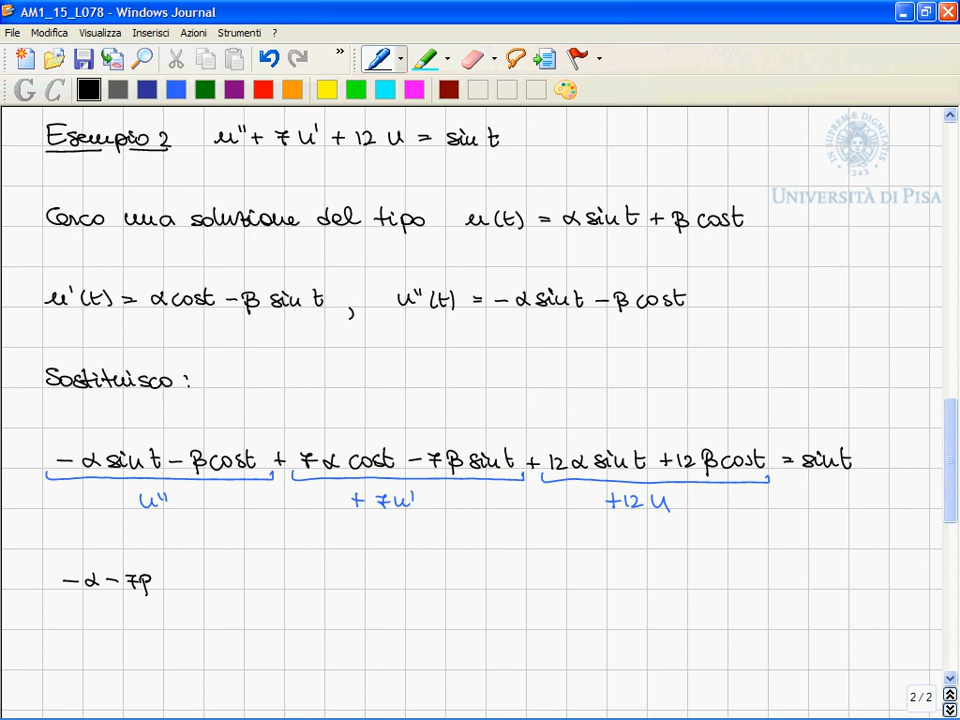 AM1_15_L078 - Windows Journal
File Modifica Visualizza Inserisci Azioni Strumenti ?
»
G C
Esempio 2 u'' + 7u' + 12u = sin t
UNIVERSITÀ DI PISA
Cerco una soluzione del tipo u(t) = α sin t + β cos t
u'(t) = α cos t - β sin t , u''(t) = - α sin t - β cos t
Sostituisco :
- α sin t - β cos t + 7α cos t - 7β sin t + 12 α sin t + 12 β cos t = sin t
u'' + 7u' + 12 u
- α - 7β
2 / 2